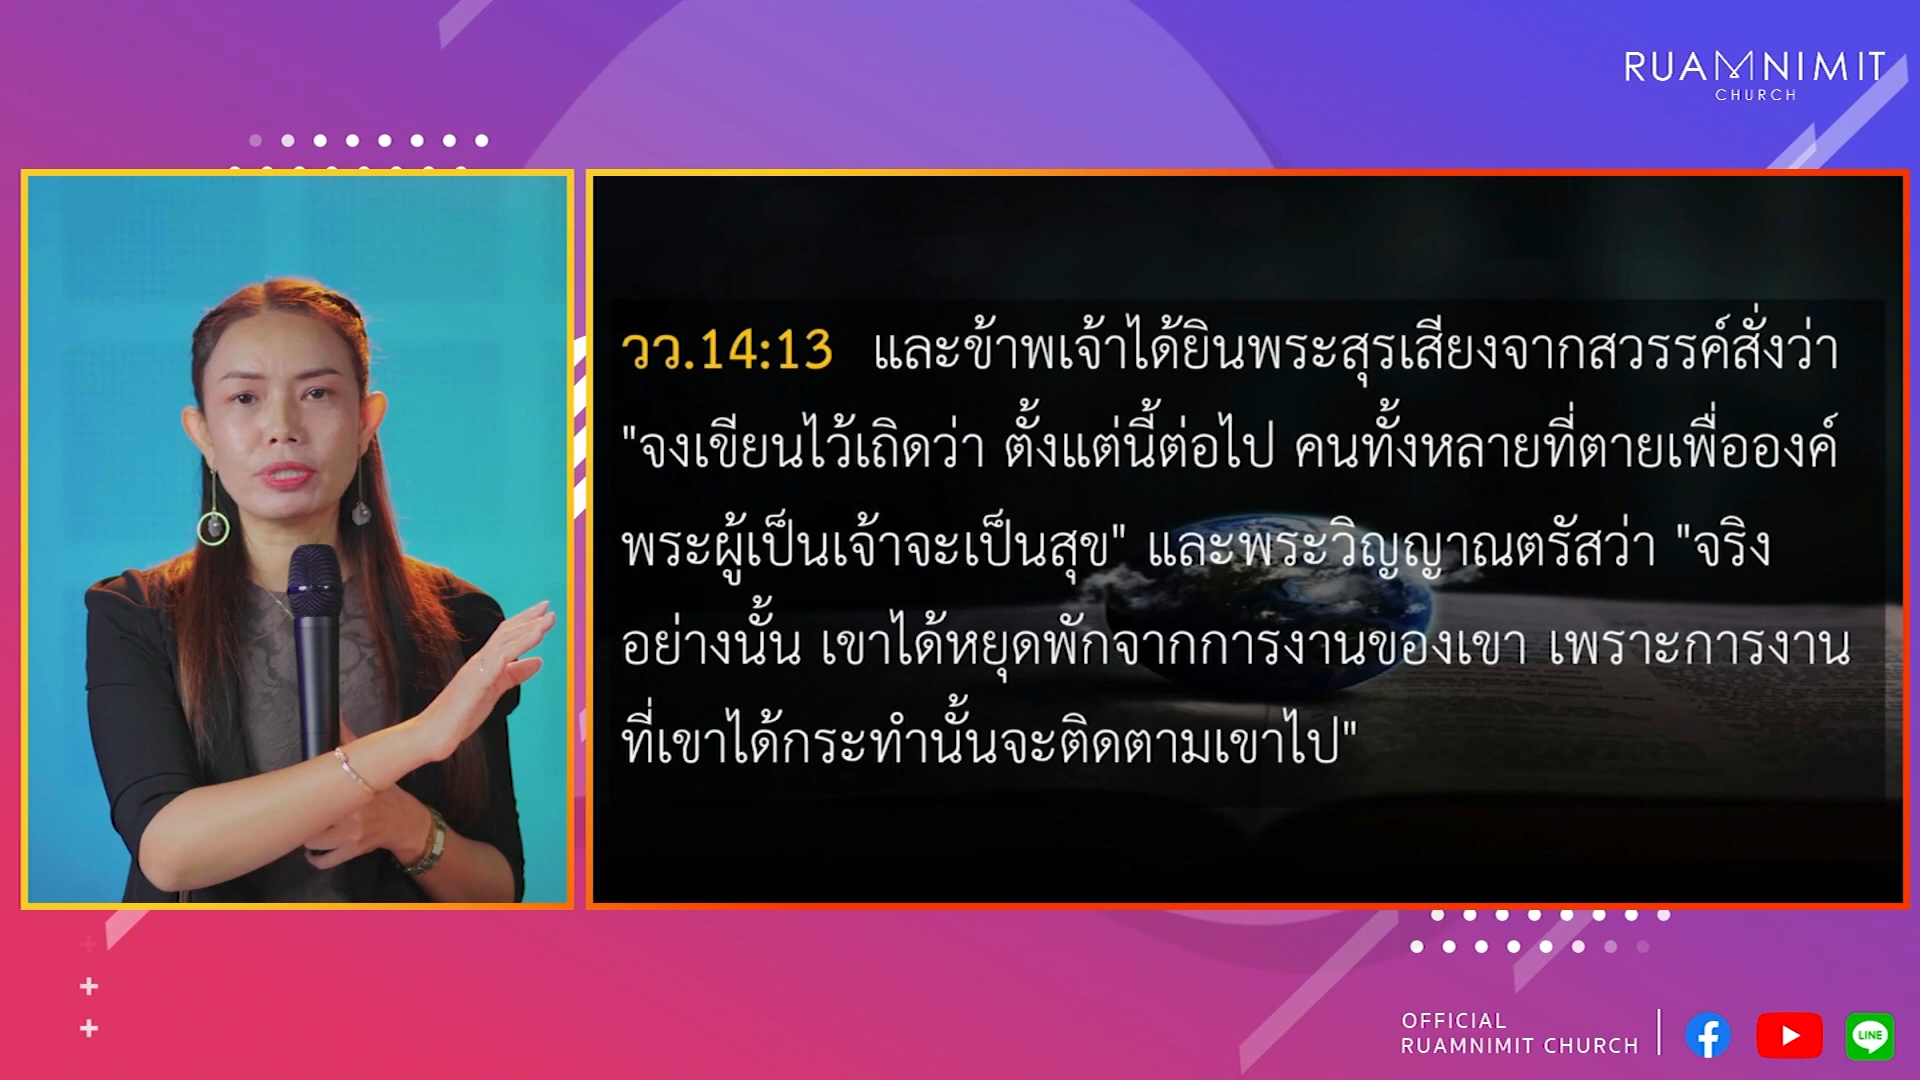 RUAMNIMIT
CHURCH
วว.14:13 และข้าพเจ้าได้ยินพระสุรเสียงจากสวรรค์สั่งว่า
"จงเขียนไว้เถิดว่า ตั้งแต่นี้ต่อไป คนทั้งหลายที่ตายเพื่อองค์
พระผู้เป็นเจ้าจะเป็นสุข" และพระวิญญาณตรัสว่า "จริง
อย่างนั้น เขาได้หยุดพักจากการงานของเขา เพราะการงาน
ที่เขาได้กระทำนั้นจะติดตามเขาไป"
OFFICIAL
RUAMNIMIT CHURCH
LINE